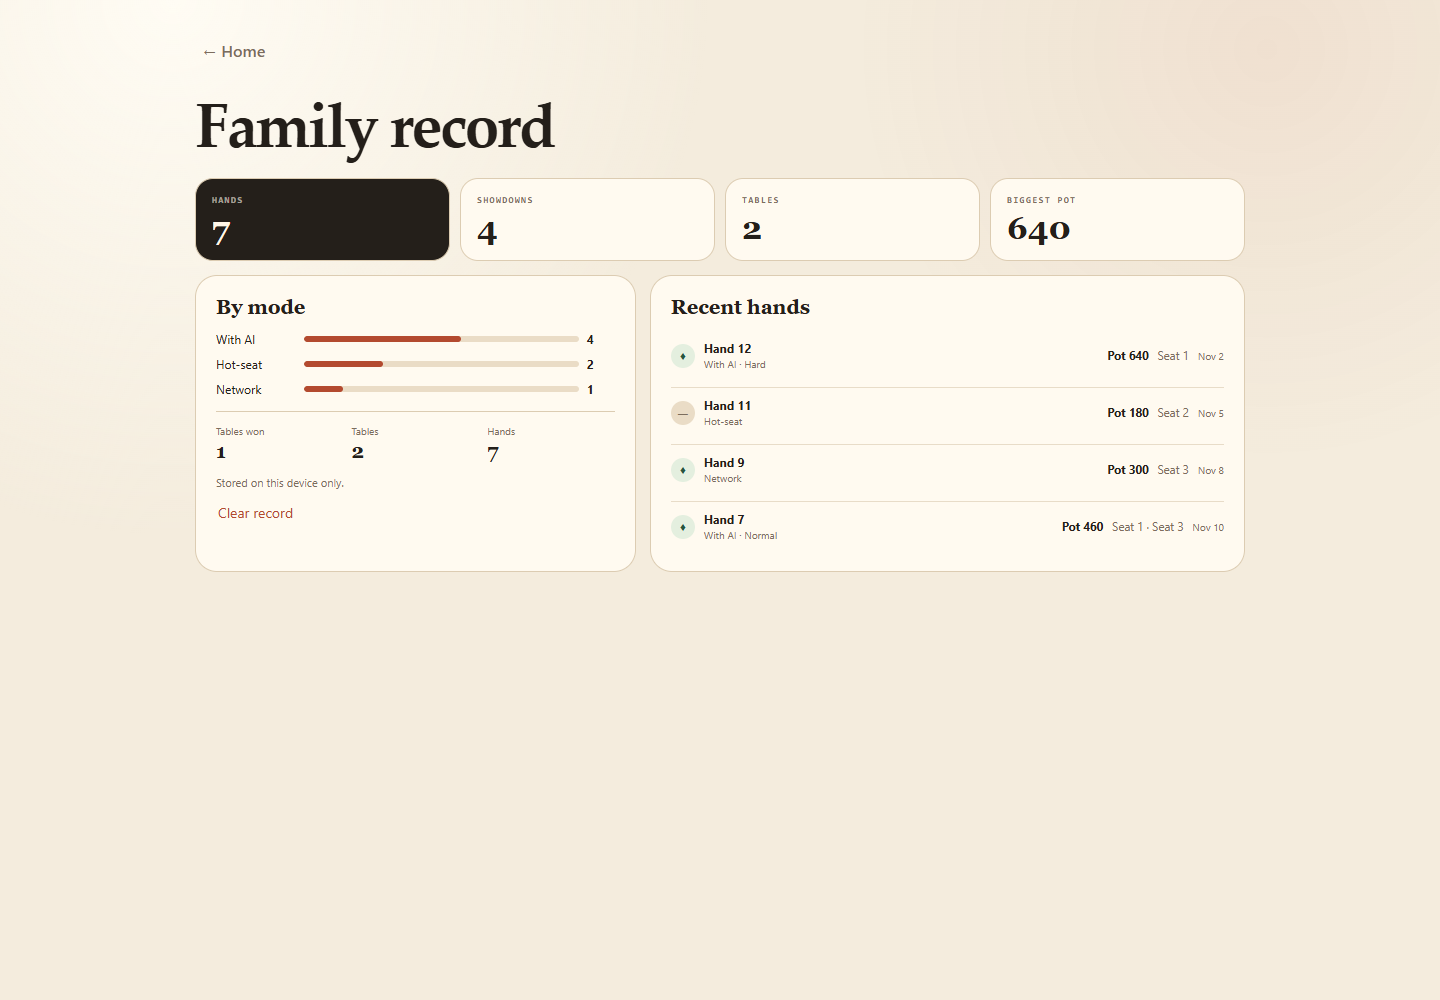 ← Home
Family record
HANDS
7
SHOWDOWNS
4
TABLES
2
BIGGEST POT
640
By mode
With AI 4
Hot-seat 2
Network 1
Tables won
1
Tables
2
Hands
7
Stored on this device only.
Clear record
Recent hands
♦ Hand 12
With AI · Hard
Pot 640 Seat 1 Nov 2
— Hand 11
Hot-seat
Pot 180 Seat 2 Nov 5
♦ Hand 9
Network
Pot 300 Seat 3 Nov 8
♦ Hand 7
With AI · Normal
Pot 460 Seat 1 · Seat 3 Nov 10